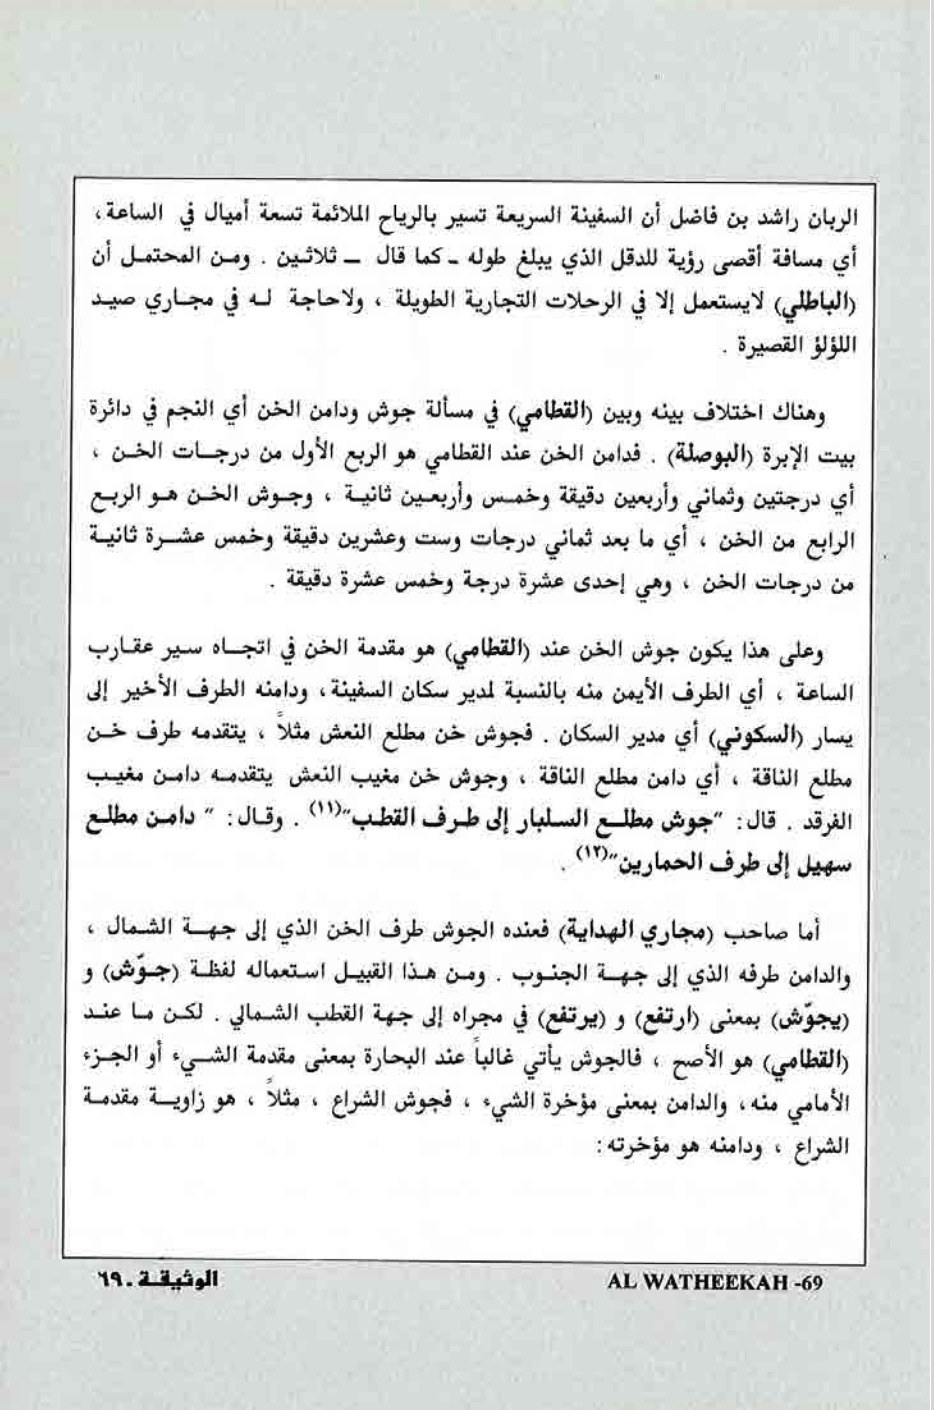 الربان راشد بن فاضل أن السفينة السريعة تسير بالرياح الملائمة تسعة أميال في الساعة ،
أي مسافة أقصى رؤية للدقل الذي يبلغ طوله ـ كما قال ـ ثلاثين . ومن المحتمل أن
(الباطلي) لايستعمل إلا في الرحلات التجارية الطويلة ، ولاحاجة له في مجاري صيد
اللؤلؤ القصيرة .
وهناك اختلاف بينه وبين (القطامي) في مسألة جوش ودامن الخن أي النجم في دائرة
بيت الإبرة (البوصلة) . فدامن الخن عند القطامي هو الربع الأول من درجات الخن ،
أي درجتين وثماني وأربعين دقيقة وخمس وأربعين ثانية ، وجوش الخن هو الربع
الرابع من الخن ، أي ما بعد ثماني درجات وست وعشرين دقيقة وخمس عشرة ثانية
من درجات الخن ، وهي إحدى عشرة درجة وخمس عشرة دقيقة .
وعلى هذا يكون جوش الخن عند (القطامي) هو مقدمة الخن في اتجاه سير عقارب
الساعة ، أي الطرف الأيمن منه بالنسبة لمدير سكان السفينة ، ودامنه الطرف الأخير إلى
يسار (السكوني) أي مدير السكان . فجوش خن مطلع النعش مثلاً ، يتقدمه طرف خن
مطلع الناقة ، أي دامن مطلع الناقة ، وجوش خن مغيب النعش يتقدمه دامن مغيب
الفرقد . قال: "جوش مطلع السلبار إلى طرف القطب"(١١) . وقال: " دامن مطلع
سهيل إلى طرف الحمارين"(١٢) .
أما صاحب (مجاري الهداية) فعنده الجوش طرف الخن الذي إلى جهة الشمال ،
والدامن طرفه الذي إلى جهة الجنوب . ومن هذا القبيل استعماله لفظة (جوّش) و
(يجوّش) بمعنى (ارتفع) و (يرتفع) في مجراه إلى جهة القطب الشمالي . لكن ما عند
(القطامي) هو الأصح ، فالجوش يأتي غالباً عند البحارة بمعنى مقدمة الشيء أو الجزء
الأمامي منه ، والدامن بمعنى مؤخرة الشيء ، فجوش الشراع ، مثلاً ، هو زاوية مقدمة
الشراع ، ودامنه هو مؤخرته :
الوثيقة ـ ٦٩
AL WATHEEKAH -69